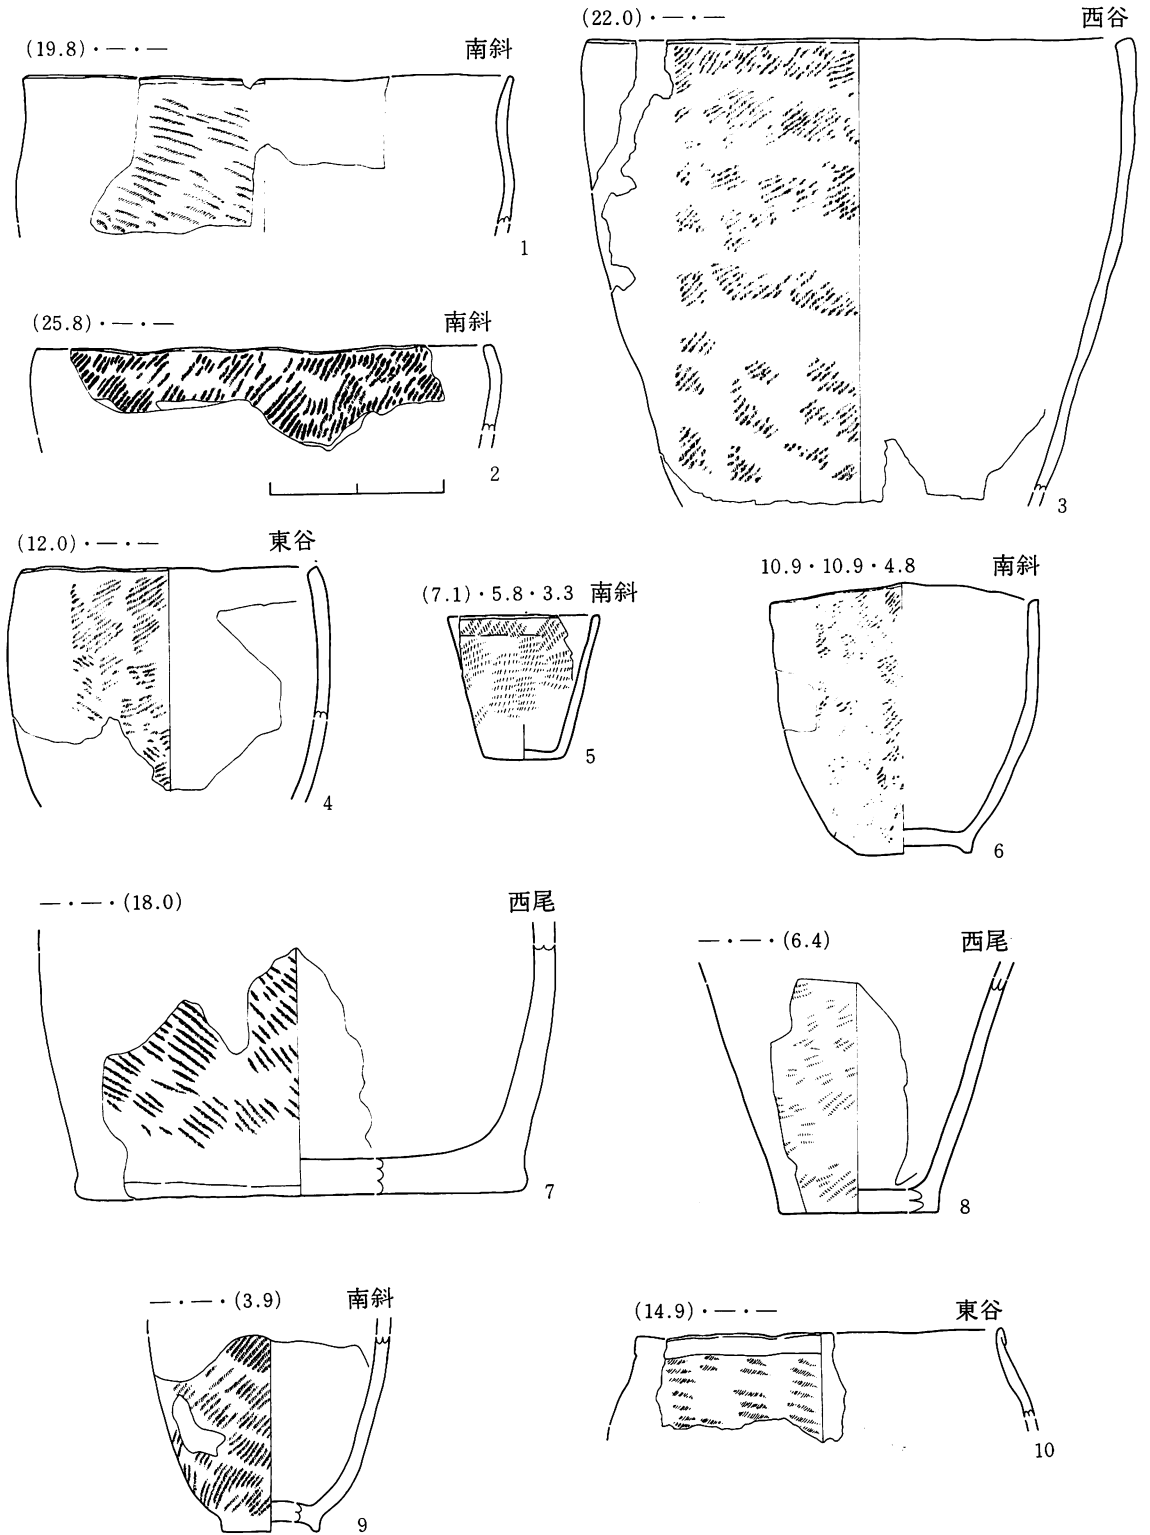 (19.8)・―・― 南斜
1
(22.0)・―・― 西谷
3
(25.8)・―・― 南斜
2
(12.0)・―・― 東谷
4
(7.1)・5.8・3.3 南斜
5
10.9・10.9・4.8 南斜
6
―・―・(18.0) 西尾
7
―・―・(6.4) 西尾
8
―・―・(3.9) 南斜
9
(14.9)・―・― 東谷
10